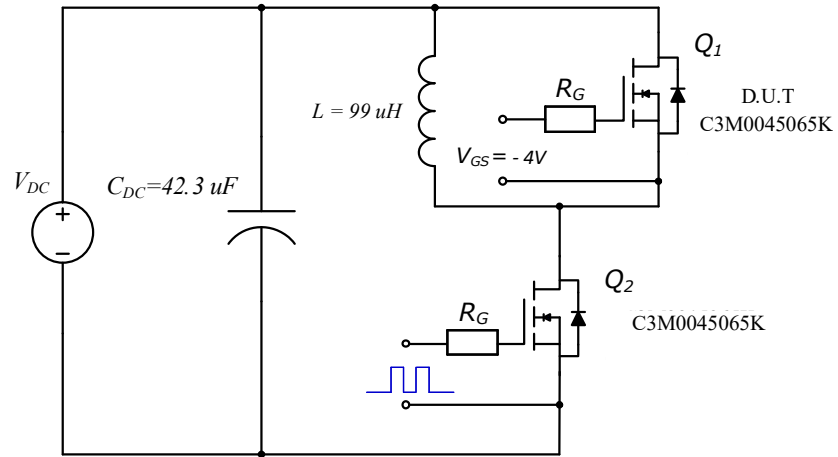 Q1
D.U.T
C3M0045065K
RG
L = 99 uH
VGS = - 4V
VDC
CDC=42.3 uF
Q2
C3M0045065K
RG